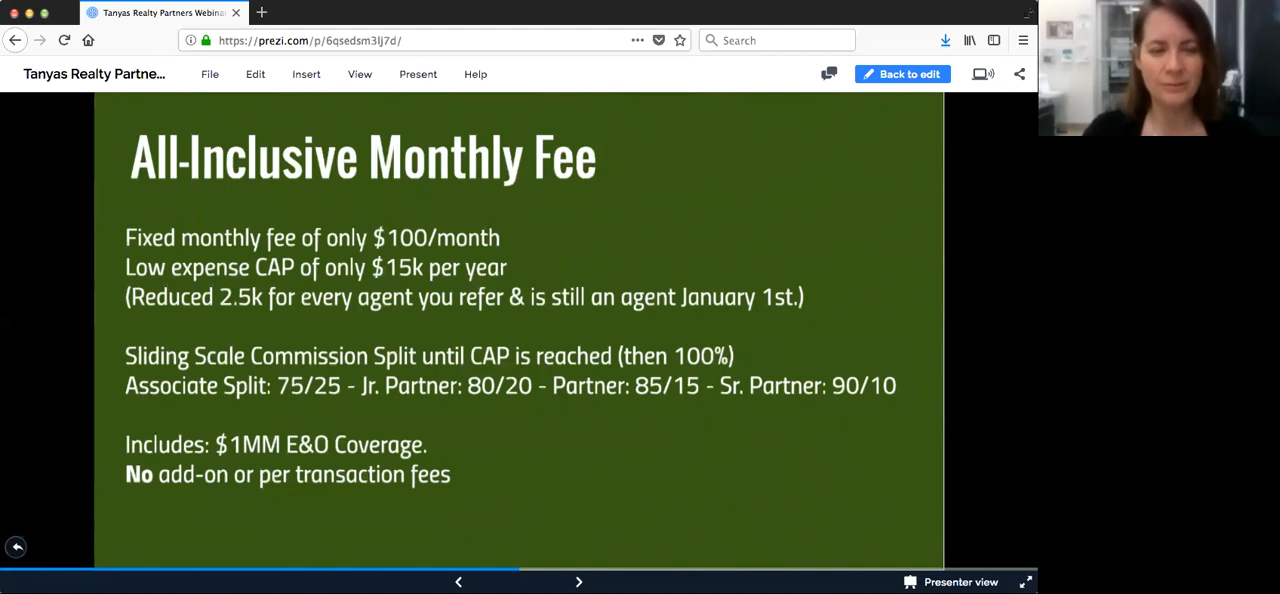 Tanyas Realty Partners Webinar
https://prezi.com/p/6qsedsm3lj7d/
Search
Tanyas Realty Partne...
File
Edit
Insert
View
Present
Help
Back to edit
All-Inclusive Monthly Fee
Fixed monthly fee of only $100/month
Low expense CAP of only $15k per year
(Reduced 2.5k for every agent you refer & is still an agent January 1st.)
Sliding Scale Commission Split until CAP is reached (then 100%)
Associate Split: 75/25 - Jr. Partner: 80/20 - Partner: 85/15 - Sr. Partner: 90/10
Includes: $1MM E&O Coverage.
No add-on or per transaction fees
Presenter view